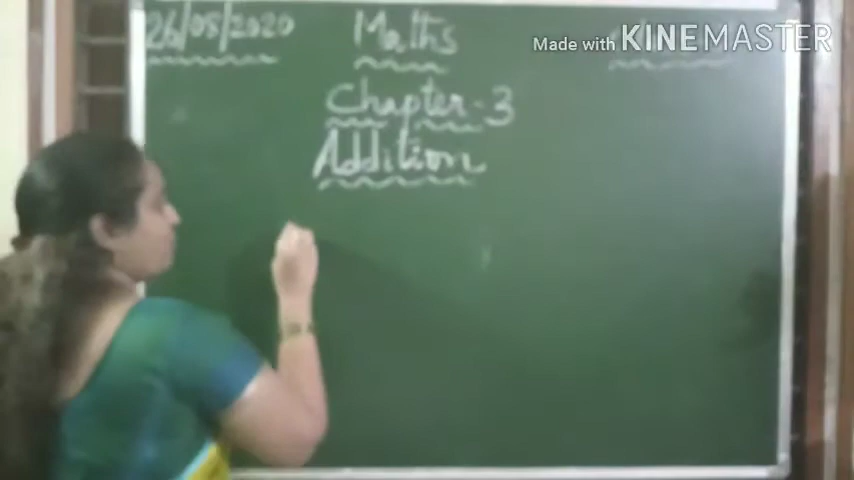 26/05/2020
Maths
Made with KINEMASTER
Chapter-3
Addition